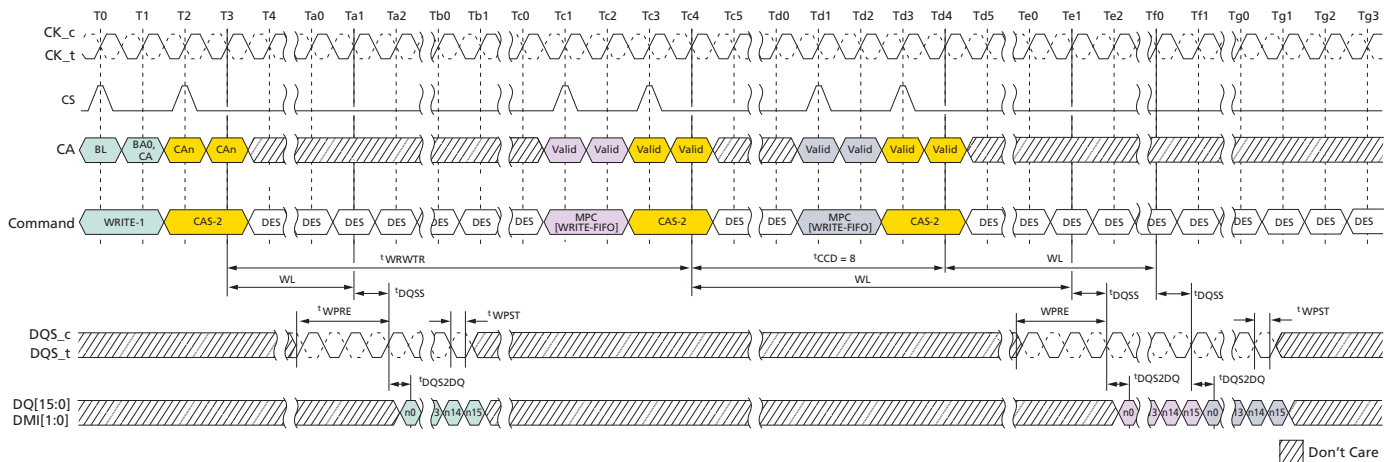 T0 T1 T2 T3 T4 Ta0 Ta1 Ta2 Tb0 Tb1 Tc0 Tc1 Tc2 Tc3 Tc4 Tc5 Td0 Td1 Td2 Td3 Td4 Td5 Te0 Te1 Te2 Tf0 Tf1 Tg0 Tg1 Tg2 Tg3
CK_c
CK_t
CS
CA BL BA0, CA CAn CAn Valid Valid Valid Valid Valid Valid Valid Valid
Command WRITE-1 CAS-2 DES DES DES DES DES DES DES MPC [WRITE-FIFO] CAS-2 DES DES MPC [WRITE-FIFO] CAS-2 DES DES DES DES DES DES DES DES DES DES
tWRWTR tCCD = 8 WL
WL tDQSS WL tDQSS tDQSS
tWPRE tWPST WPRE tWPST
DQS_c
DQS_t
tDQS2DQ tDQS2DQ tDQS2DQ
DQ[15:0]
DMI[1:0]
n0 3 n14 n15 n0 3 n14 n15 n0 13 n14 n15
Don't Care